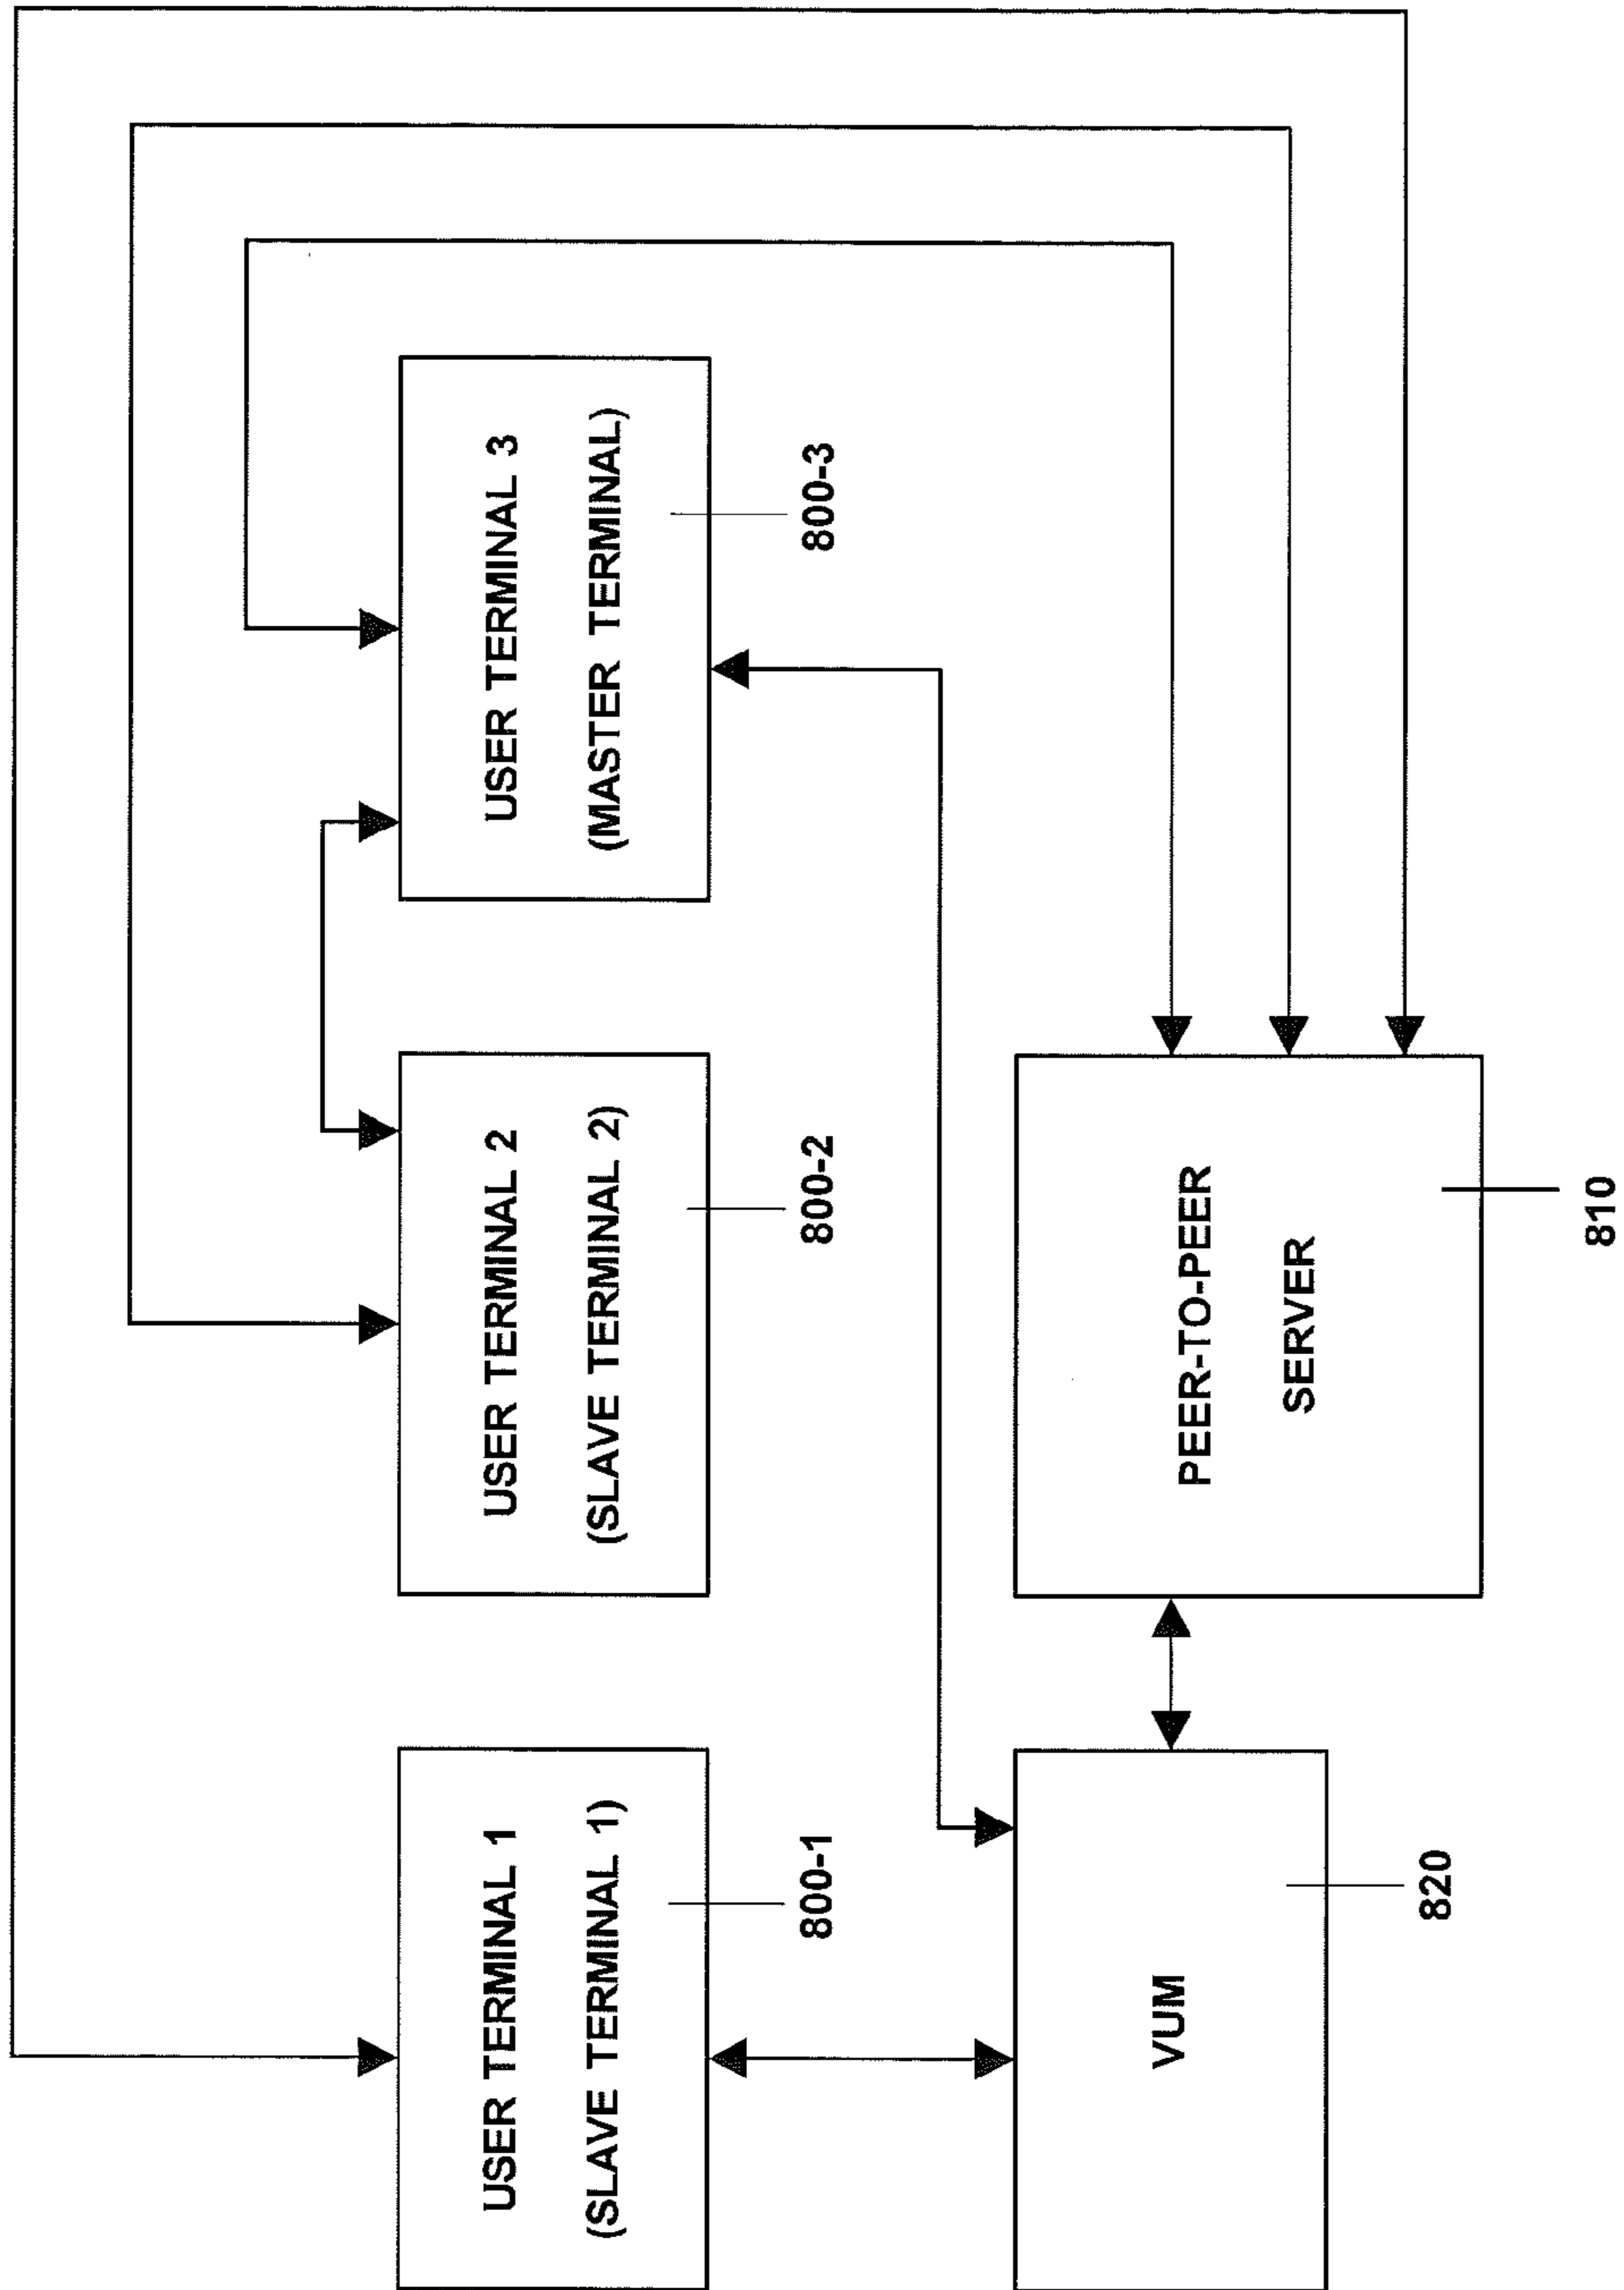 USER TERMINAL 1
(SLAVE TERMINAL 1)
800-1
USER TERMINAL 2
(SLAVE TERMINAL 2)
800-2
USER TERMINAL 3
(MASTER TERMINAL)
800-3
VUM
820
PEER-TO-PEER
SERVER
810